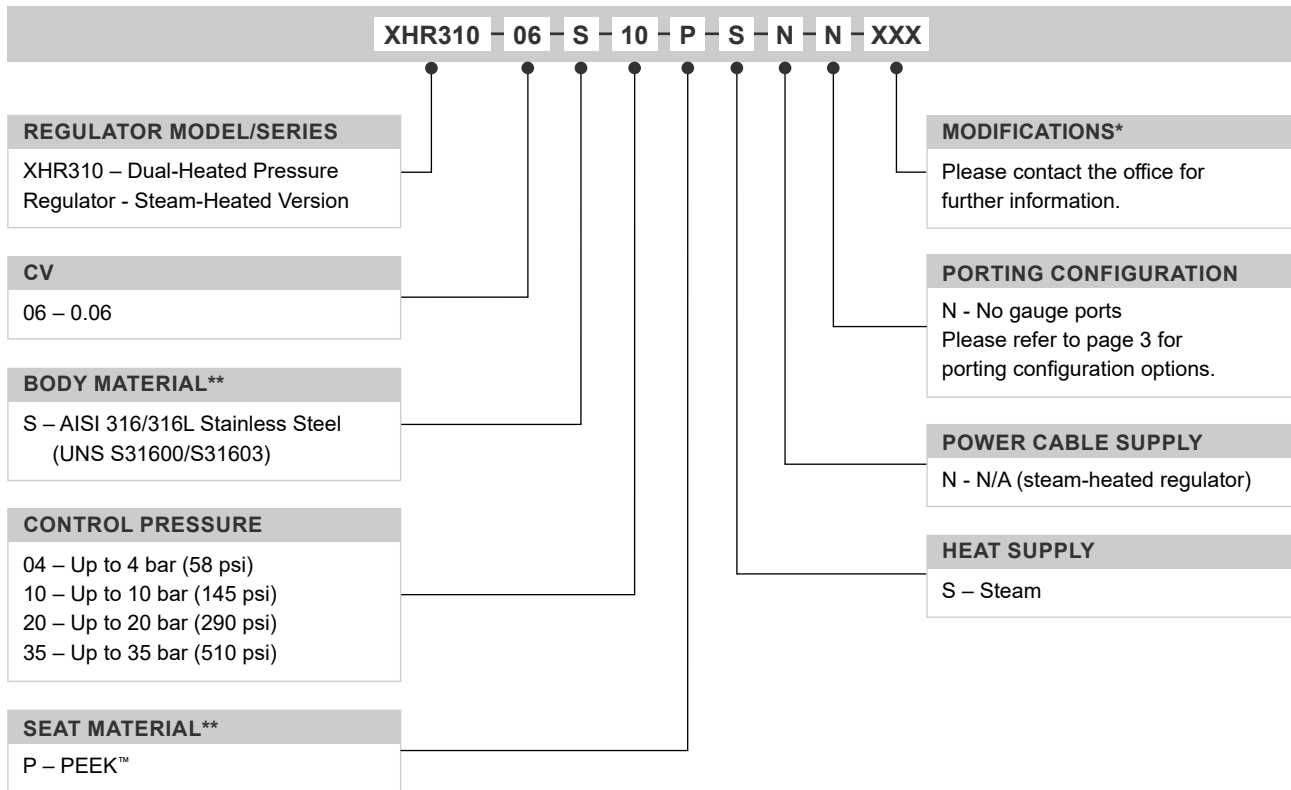 XHR310 - 06 - S - 10 - P - S - N - N - XXX
REGULATOR MODEL/SERIES
XHR310 – Dual-Heated Pressure
Regulator - Steam-Heated Version
CV
06 – 0.06
BODY MATERIAL**
S – AISI 316/316L Stainless Steel
(UNS S31600/S31603)
CONTROL PRESSURE
04 – Up to 4 bar (58 psi)
10 – Up to 10 bar (145 psi)
20 – Up to 20 bar (290 psi)
35 – Up to 35 bar (510 psi)
SEAT MATERIAL**
P – PEEK™
MODIFICATIONS*
Please contact the office for
further information.
PORTING CONFIGURATION
N - No gauge ports
Please refer to page 3 for
porting configuration options.
POWER CABLE SUPPLY
N - N/A (steam-heated regulator)
HEAT SUPPLY
S – Steam